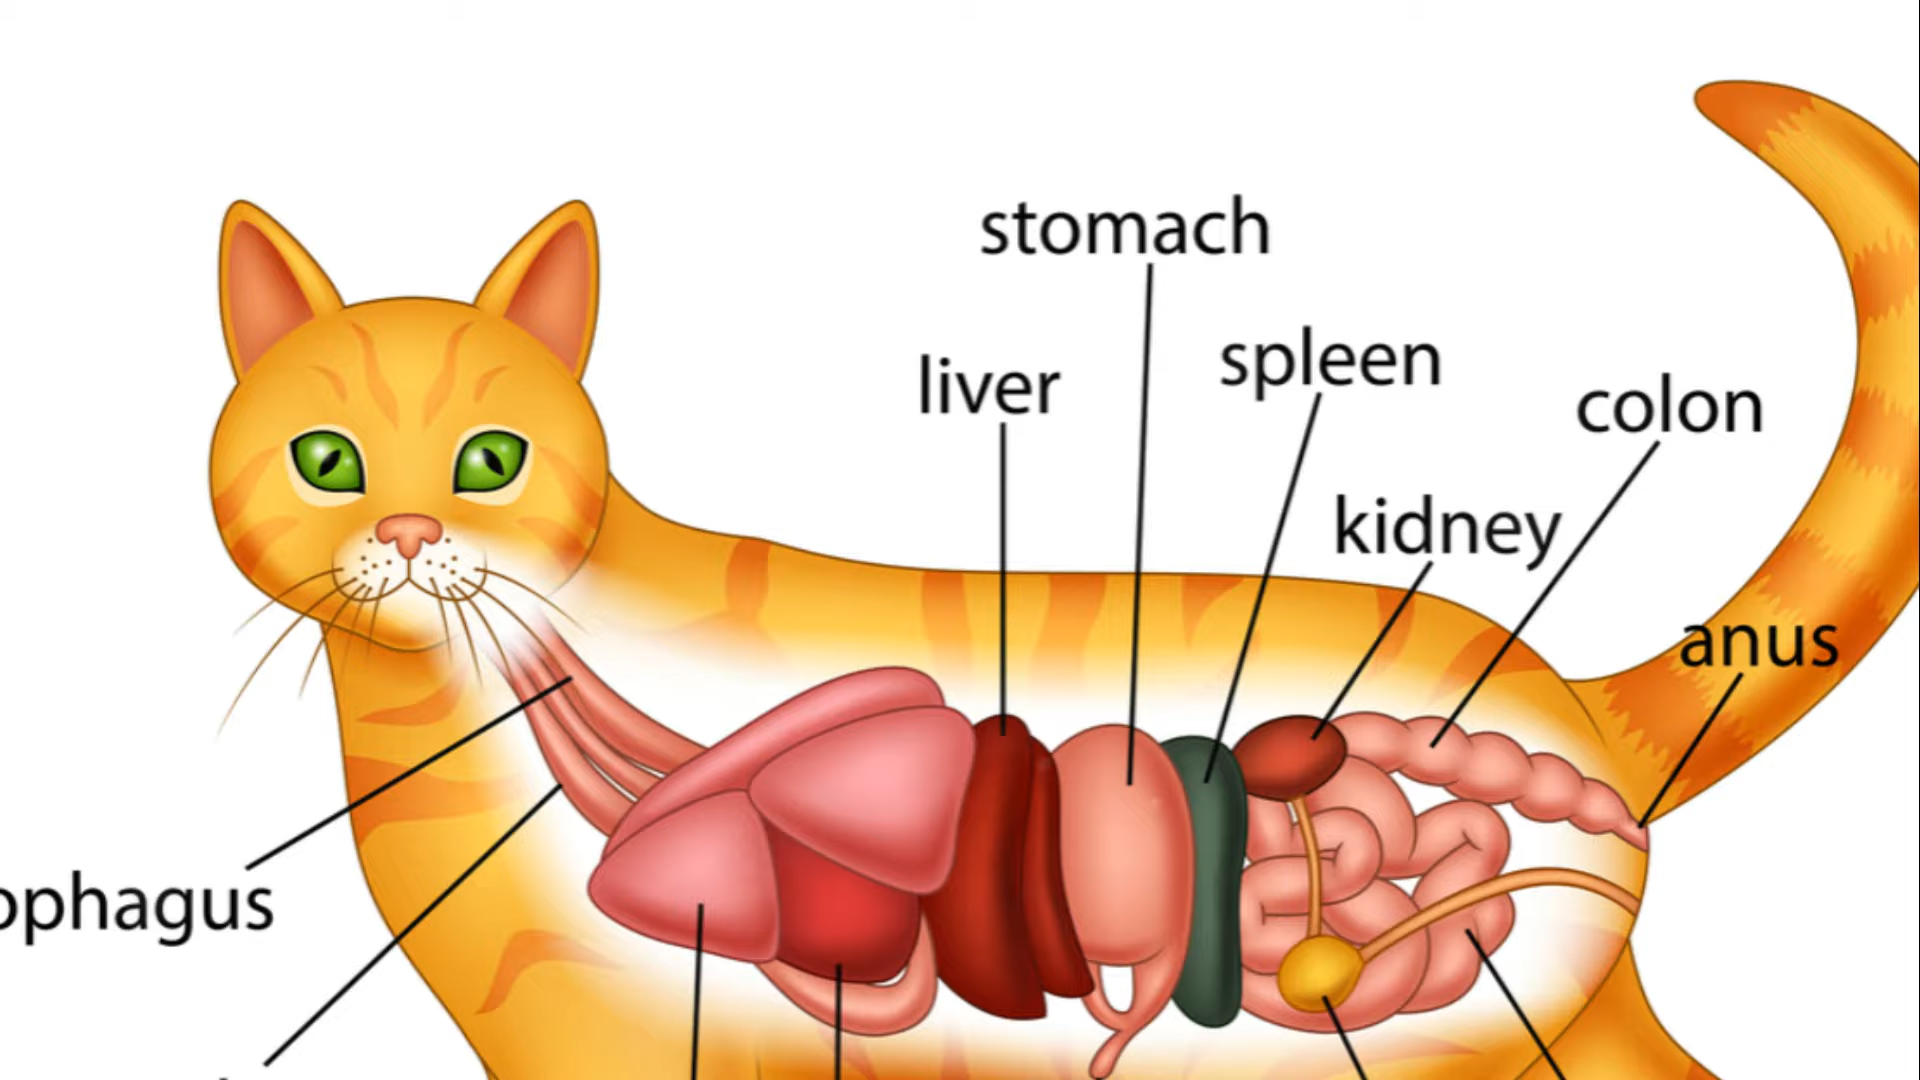 stomach
spleen
liver
colon
kidney
anus
ophagus